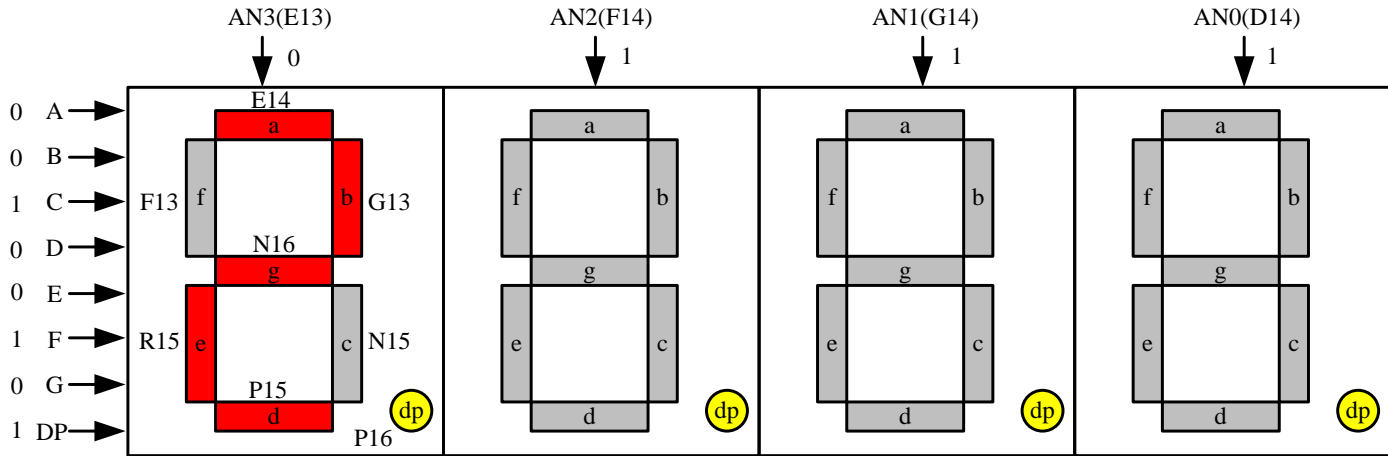 AN3(E13) AN2(F14) AN1(G14) AN0(D14)
0 1 1 1
E14
0 A a a a a
0 B
1 C F13 f b G13 f b f b f b
0 D N16
g g g g
0 E
1 F R15 e c N15 e c e c e c
0 G P15
dp dp dp dp
1 DP d P16 d d d